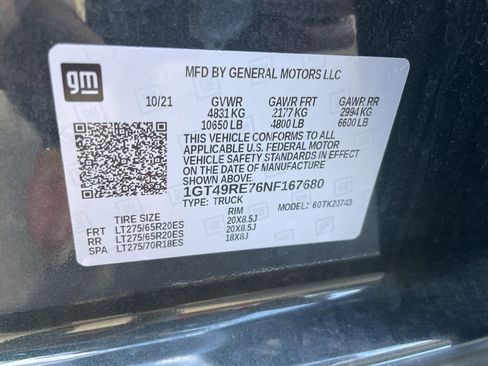 gm
MFD BY GENERAL MOTORS LLC
10/21 GVWR GAWR FRT GAWR RR
4831 KG 2177 KG 2994 KG
10650 LB 4800 LB 6600 LB
THIS VEHICLE CONFORMS TO ALL
APPLICABLE U.S. FEDERAL MOTOR
VEHICLE SAFETY STANDARDS IN EFFECT
ON THE DATE OF MANUFACTURE
SHOWN ABOVE.
1GT49RE76NF167680
TYPE: TRUCK MODEL: 60TK20743
TIRE SIZE RIM
FRT LT275/65R20ES 20X8.5J
RR LT275/65R20ES 20X8.5J
SPA LT275/70R18ES 18X8J